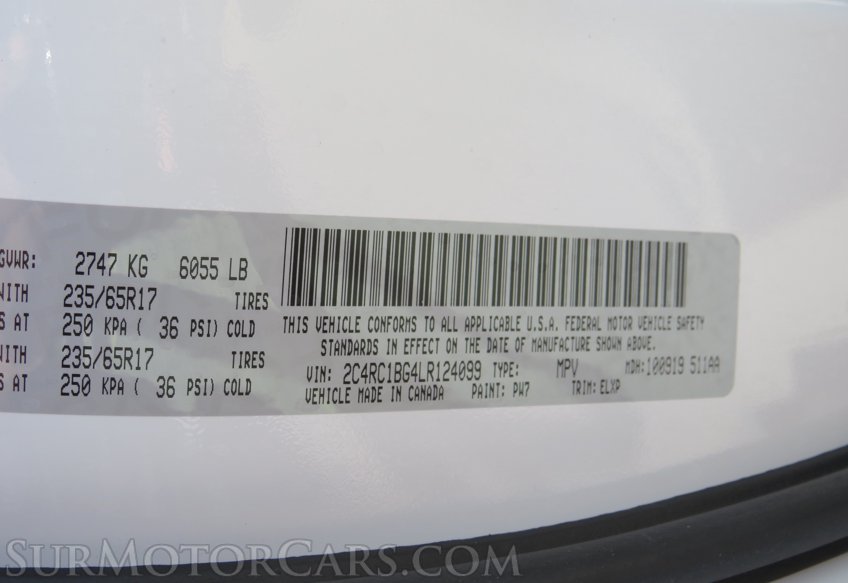 GVWR: 2747 KG 6055 LB
WITH 235/65R17 TIRES
S AT 250 KPA ( 36 PSI) COLD
WITH 235/65R17 TIRES
S AT 250 KPA ( 36 PSI) COLD
THIS VEHICLE CONFORMS TO ALL APPLICABLE U.S.A. FEDERAL MOTOR VEHICLE SAFETY
STANDARDS IN EFFECT ON THE DATE OF MANUFACTURE SHOWN ABOVE.
VIN: 2C4RC1BG4LR124099 TYPE: MPV MDH:100919 511AA
VEHICLE MADE IN CANADA PAINT: PW7 TRIM: ELXP
SURMOTORCARS.COM